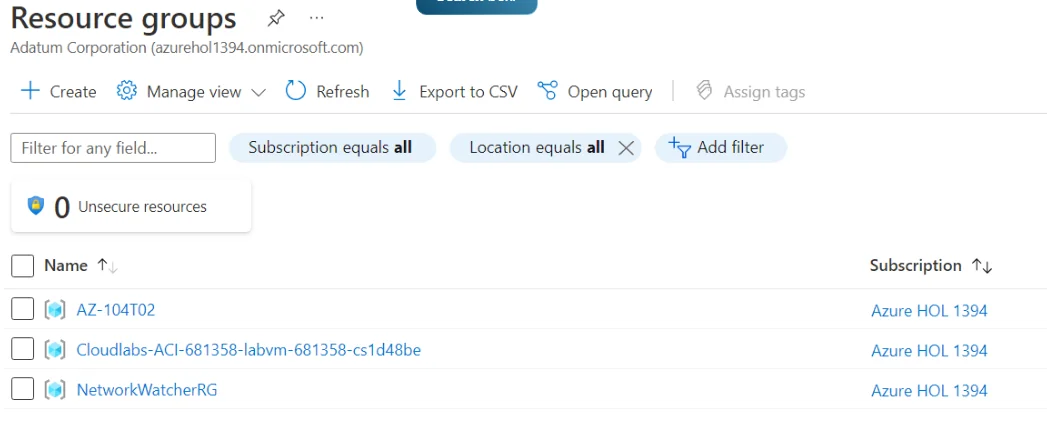 Resource groups
Adatum Corporation (azurehol1394.onmicrosoft.com)
Create Manage view Refresh Export to CSV Open query Assign tags
Filter for any field... Subscription equals all Location equals all Add filter
0 Unsecure resources
Name Subscription
AZ-104T02 Azure HOL 1394
Cloudlabs-ACI-681358-labvm-681358-cs1d48be Azure HOL 1394
NetworkWatcherRG Azure HOL 1394